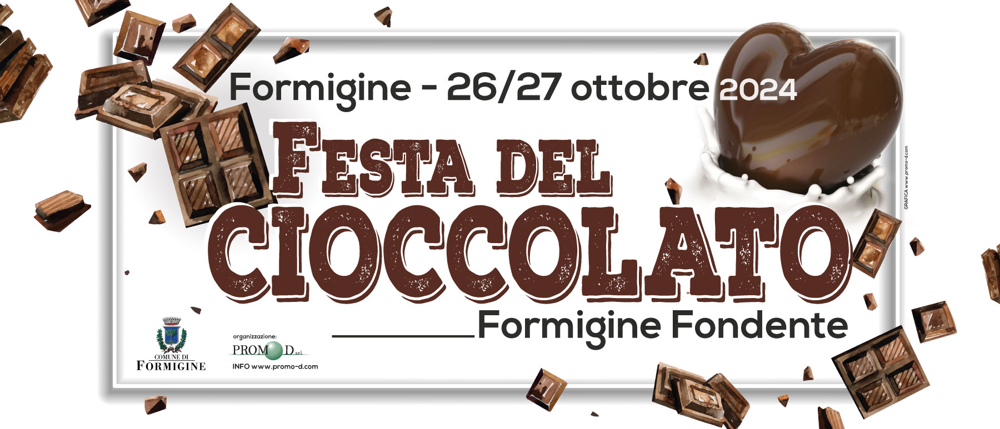 Formigine - 26/27 ottobre 2024
FESTA DEL
CIOCCOLATO
Formigine Fondente
COMUNE DI
FORMIGINE
organizzazione:
PROMOD s.r.l.
INFO www.promo-d.com
GRAFICA www.promo-d.com